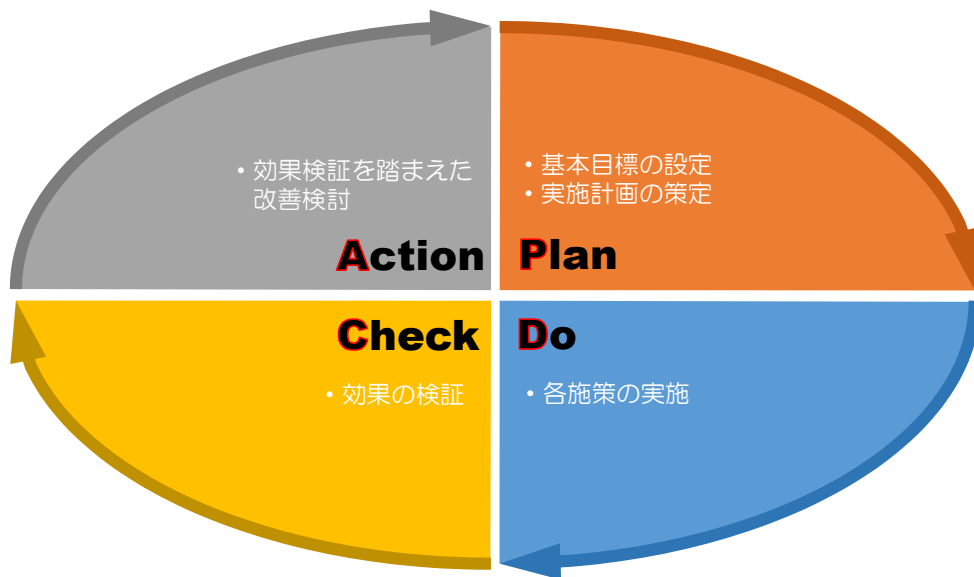 ・効果検証を踏まえた
改善検討
Action
・基本目標の設定
・実施計画の策定
Plan
Check
・効果の検証
Do
・各施策の実施